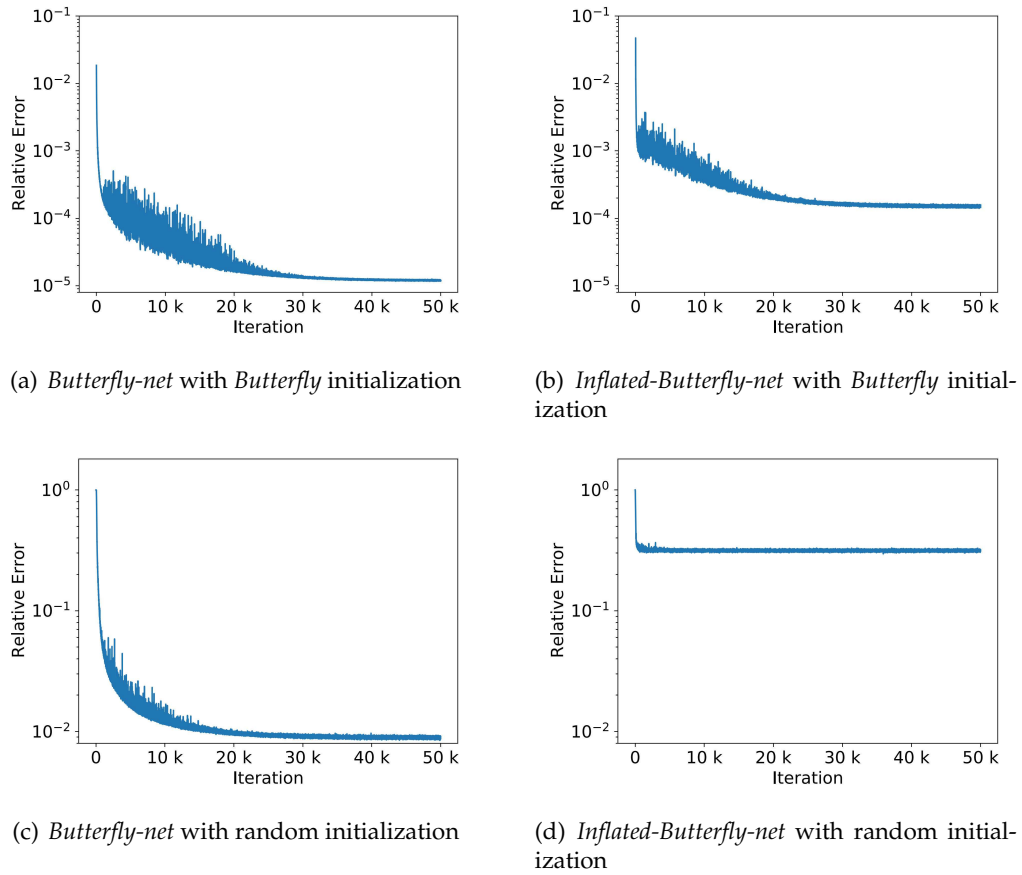 10⁻¹
10⁻²
10⁻³
10⁻⁴
10⁻⁵
Relative Error
0 10 k 20 k 30 k 40 k 50 k
Iteration
(a) Butterfly-net with Butterfly initialization
10⁻¹
10⁻²
10⁻³
10⁻⁴
10⁻⁵
Relative Error
0 10 k 20 k 30 k 40 k 50 k
Iteration
(b) Inflated-Butterfly-net with Butterfly initial-
ization
10⁰
10⁻¹
10⁻²
Relative Error
0 10 k 20 k 30 k 40 k 50 k
Iteration
(c) Butterfly-net with random initialization
10⁰
10⁻¹
10⁻²
Relative Error
0 10 k 20 k 30 k 40 k 50 k
Iteration
(d) Inflated-Butterfly-net with random initial-
ization